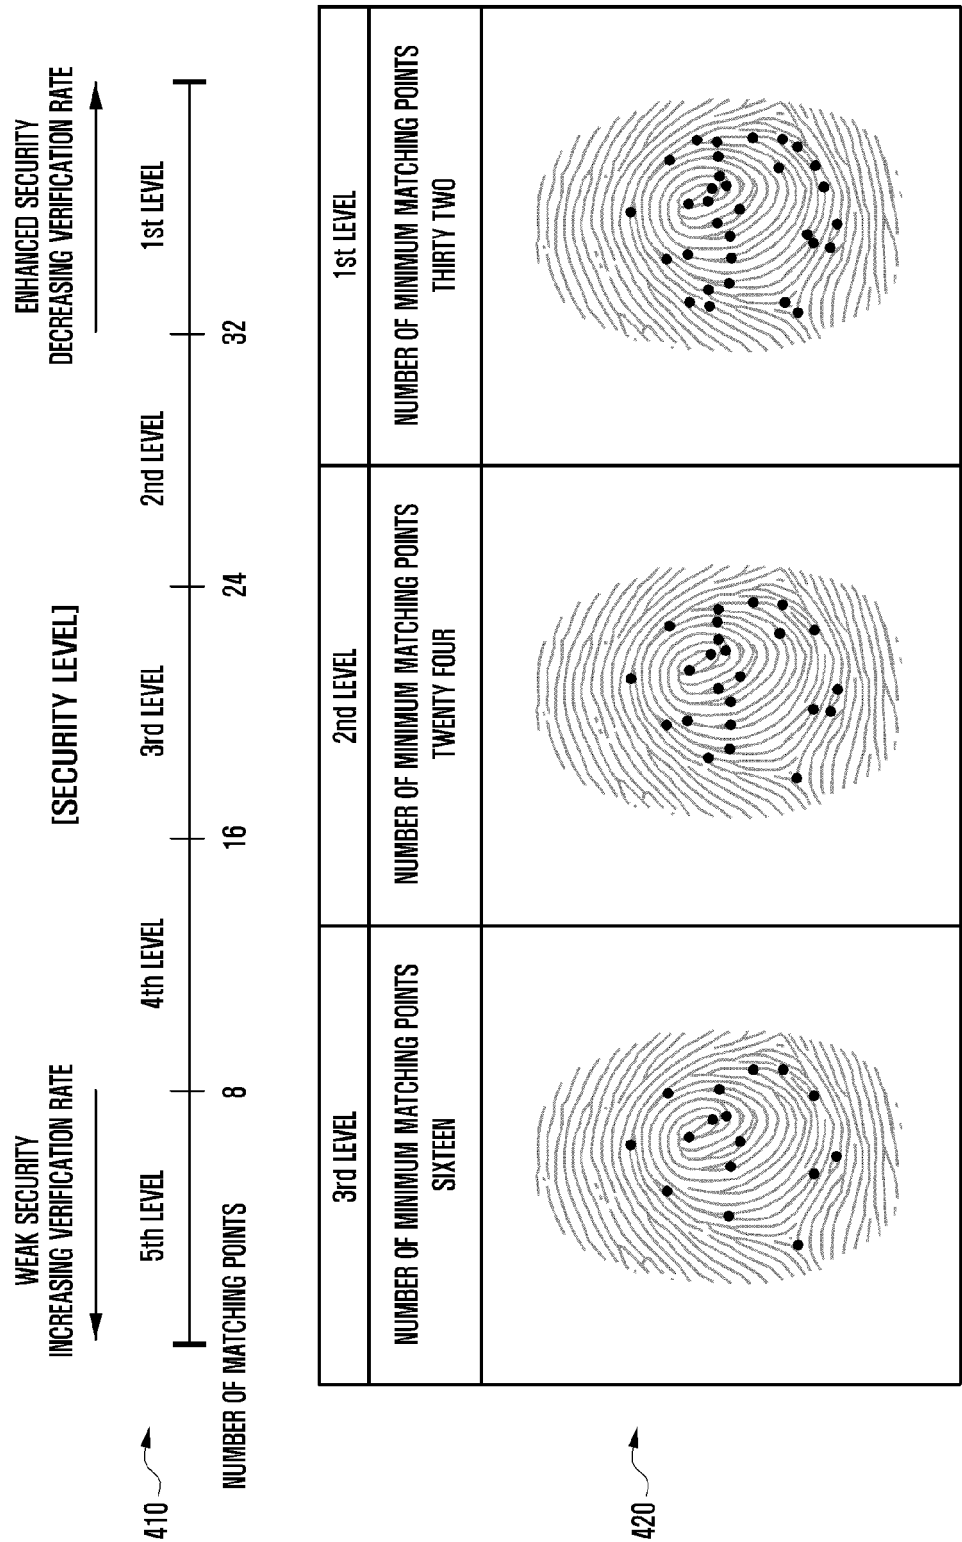 [SECURITY LEVEL]
WEAK SECURITY
INCREASING VERIFICATION RATE
ENHANCED SECURITY
DECREASING VERIFICATION RATE
410
5th LEVEL
4th LEVEL
3rd LEVEL
2nd LEVEL
1st LEVEL
NUMBER OF MATCHING POINTS
8
16
24
32
3rd LEVEL
2nd LEVEL
1st LEVEL
NUMBER OF MINIMUM MATCHING POINTS
SIXTEEN
NUMBER OF MINIMUM MATCHING POINTS
TWENTY FOUR
NUMBER OF MINIMUM MATCHING POINTS
THIRTY TWO
420